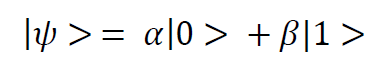 |ψ > = α|0 > + β|1 >